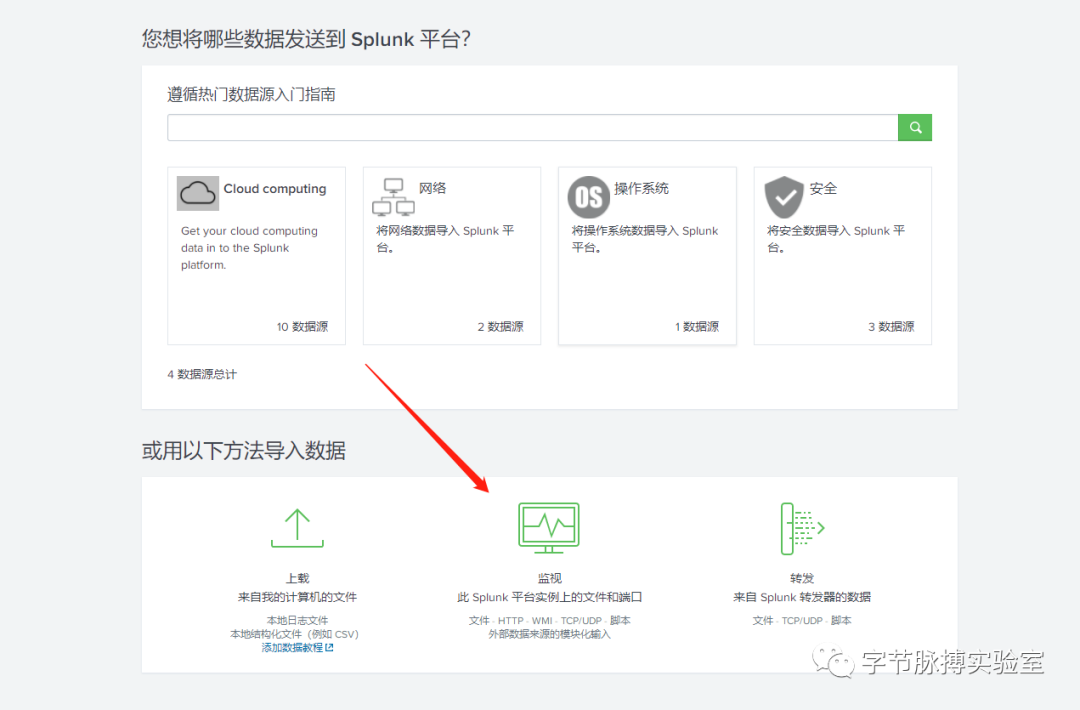 您想将哪些数据发送到 Splunk 平台？
遵循热门数据源入门指南
Cloud computing
Get your cloud computing
data in to the Splunk
platform.
10 数据源
网络
将网络数据导入 Splunk 平
台。
2 数据源
OS
操作系统
将操作系统数据导入 Splunk
平台。
1 数据源
安全
将安全数据导入 Splunk 平
台。
3 数据源
4 数据源总计
或用以下方法导入数据
上载
来自我的计算机的文件
本地日志文件
本地结构化文件（例如 CSV）
添加数据教程
监视
此 Splunk 平台实例上的文件和端口
文件 · HTTP · WMI · TCP/UDP · 脚本
外部数据来源的模块化输入
转发
来自 Splunk 转发器的数据
文件 · TCP/UDP · 脚本
字节脉搏实验室